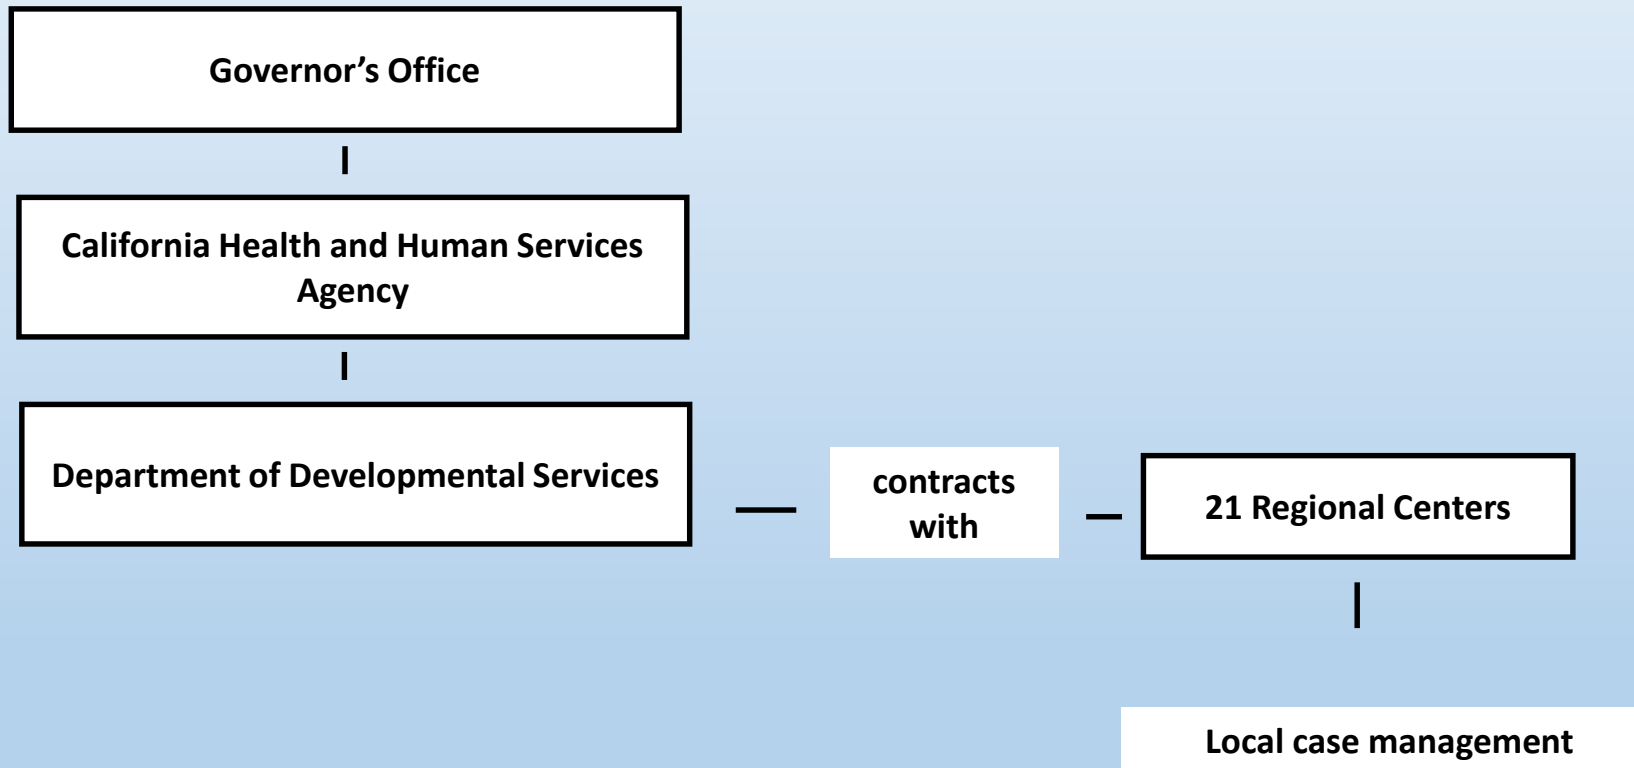 Governor’s Office
California Health and Human Services
Agency
Department of Developmental Services
contracts
with
21 Regional Centers
Local case management